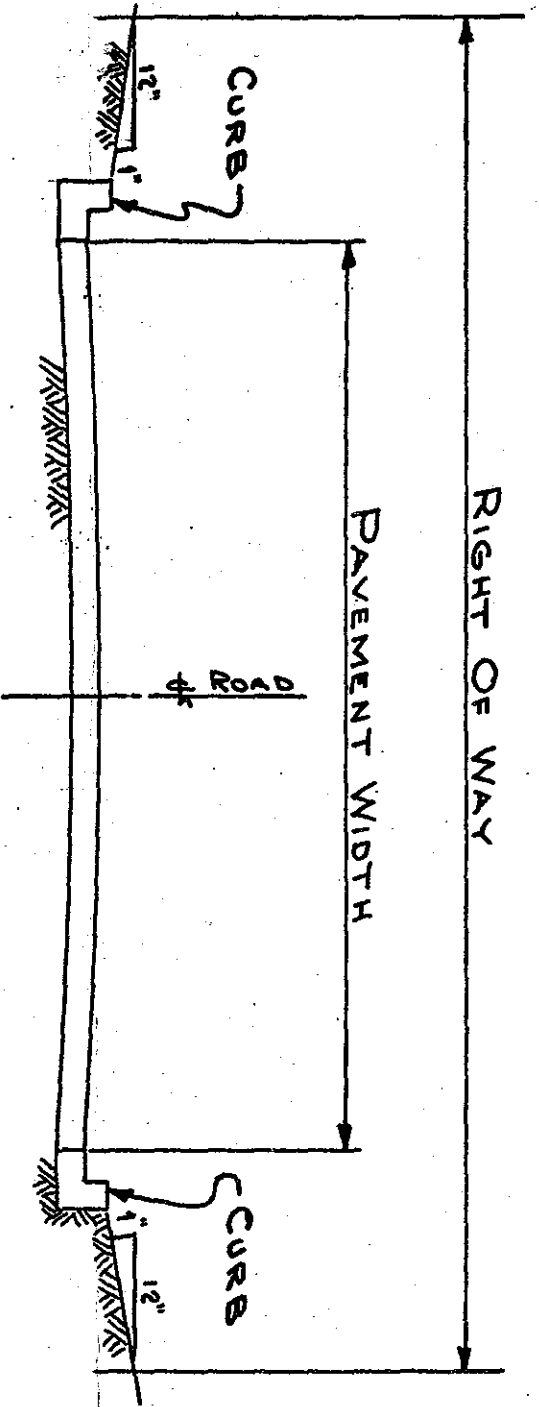 RIGHT OF WAY
PAVEMENT WIDTH
CURB
CURB
12"
1"
℄ ROAD
1"
12"